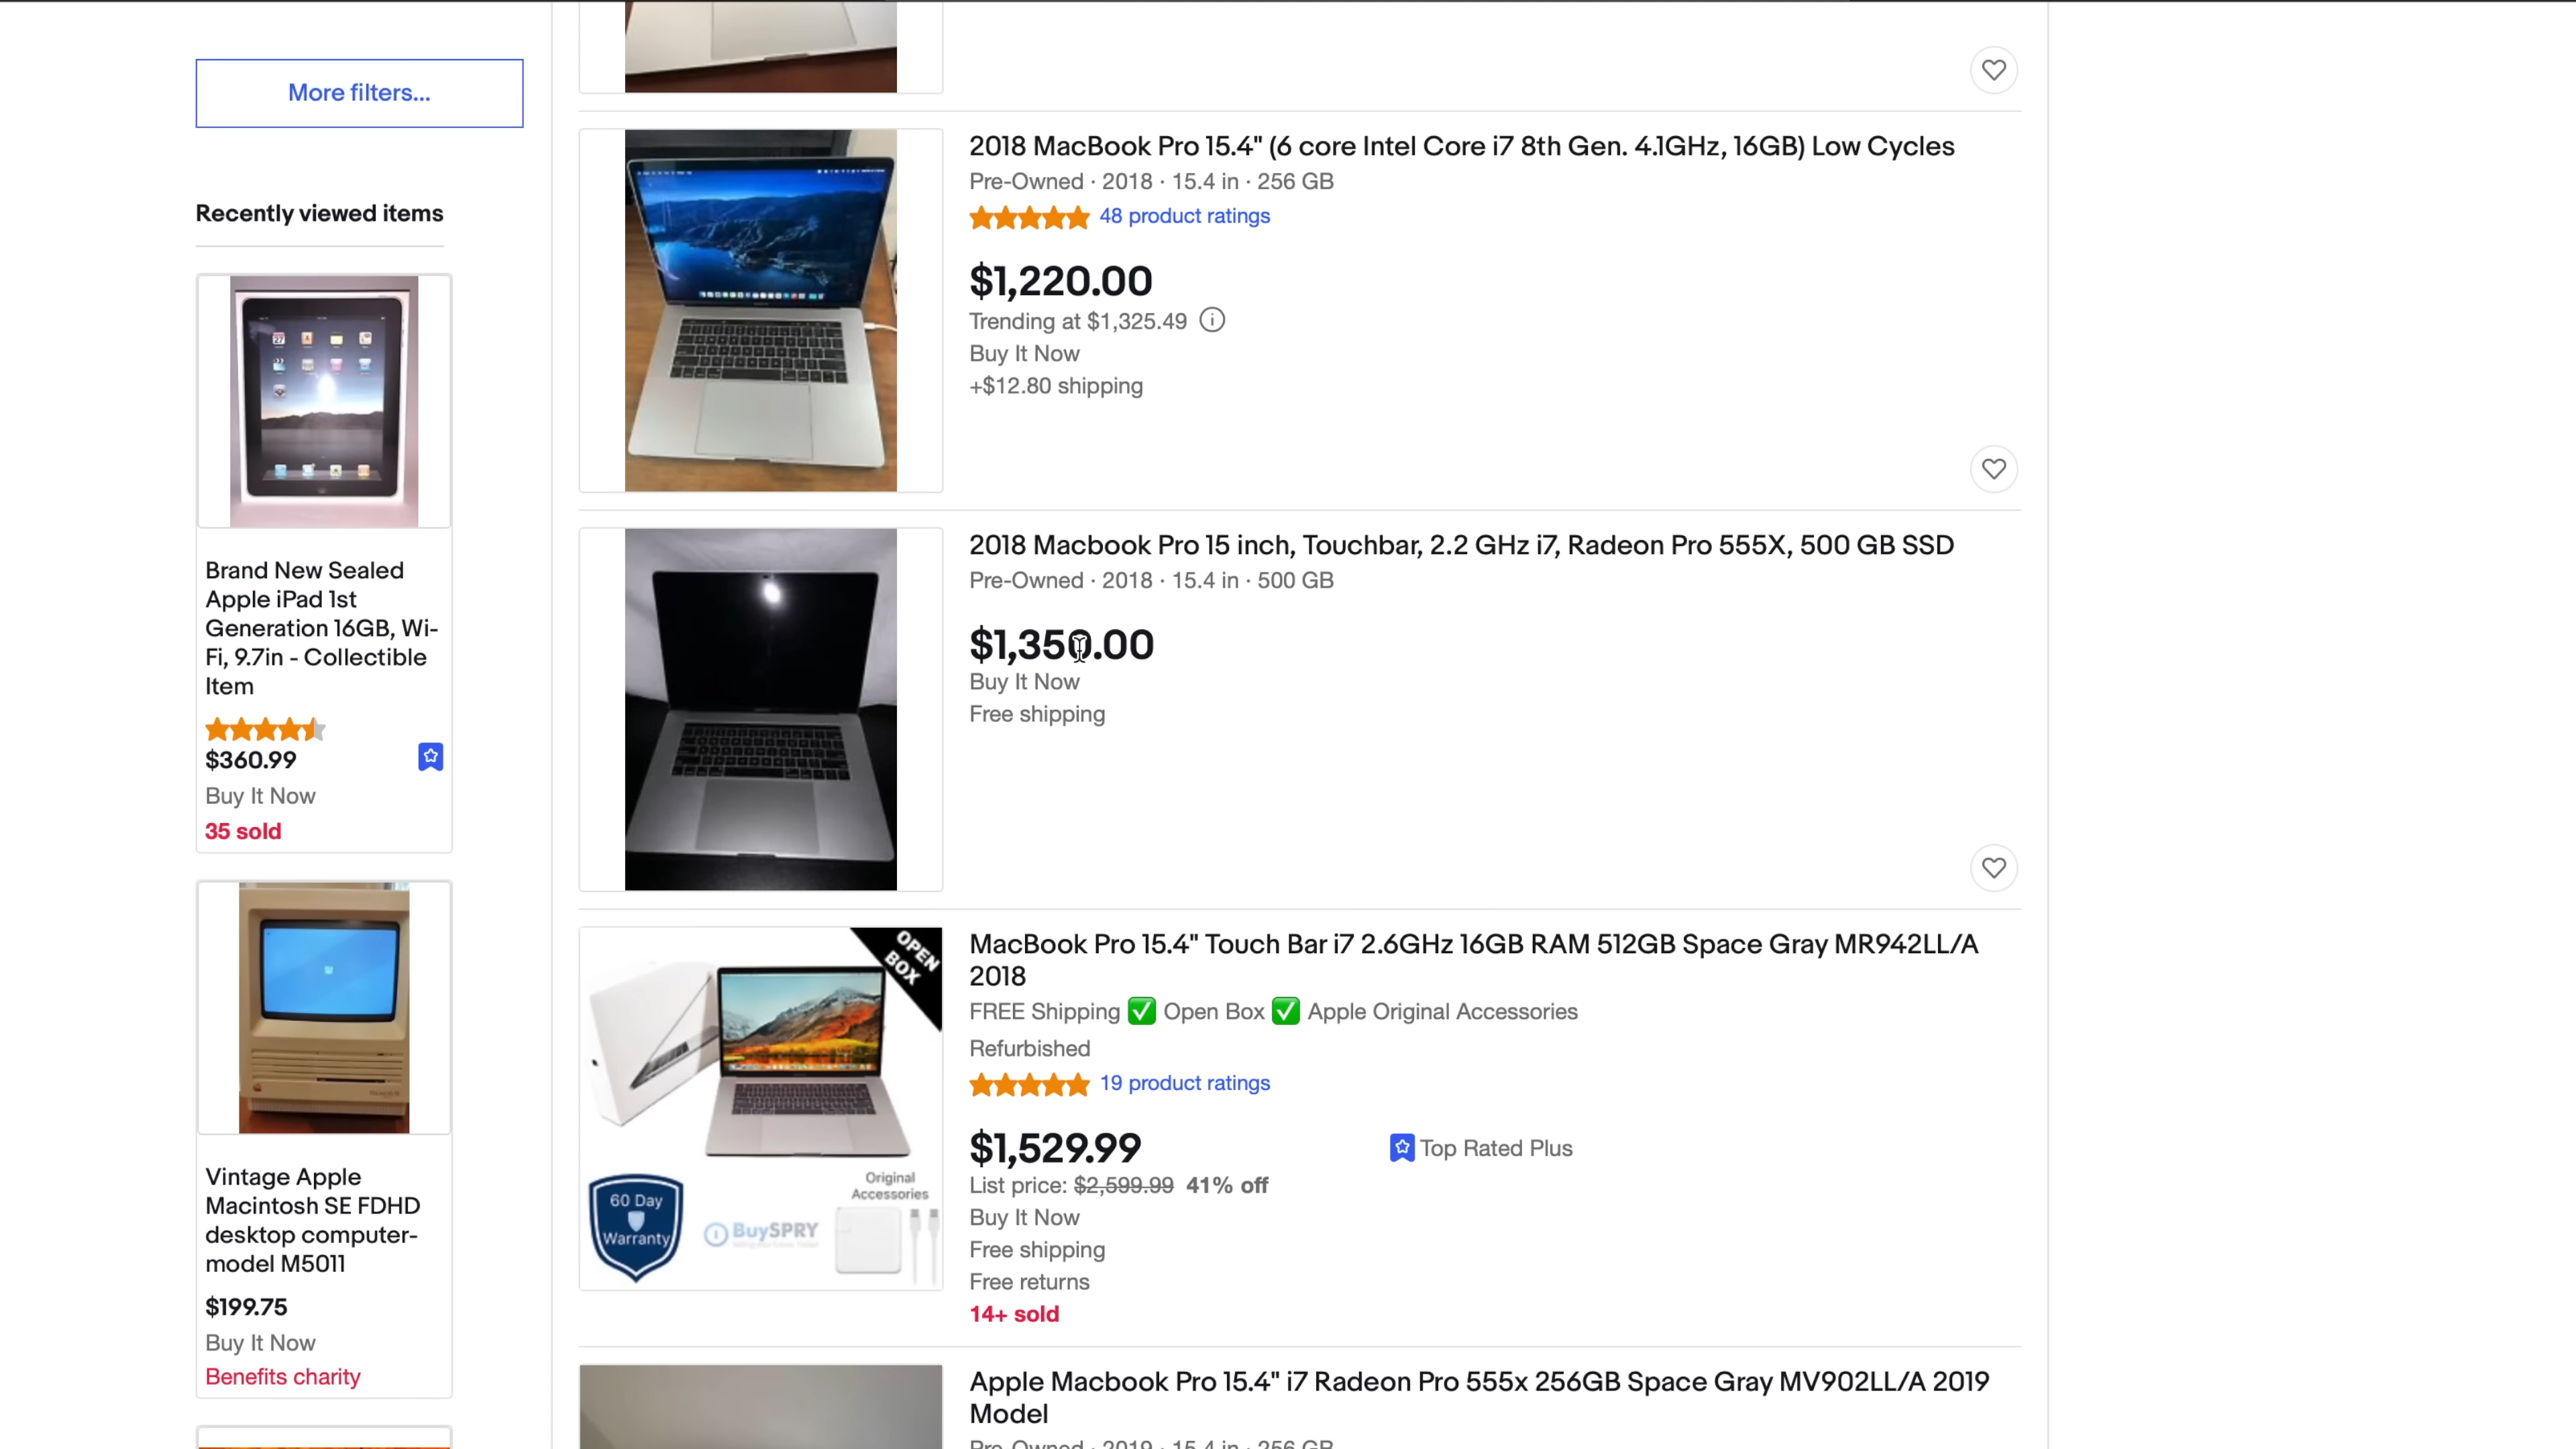 More filters...
Recently viewed items
Brand New Sealed
Apple iPad 1st
Generation 16GB, Wi-
Fi, 9.7in - Collectible
Item
$360.99
Buy It Now
35 sold
Vintage Apple
Macintosh SE FDHD
desktop computer-
model M5011
$199.75
Buy It Now
Benefits charity
2018 MacBook Pro 15.4" (6 core Intel Core i7 8th Gen. 4.1GHz, 16GB) Low Cycles
Pre-Owned · 2018 · 15.4 in · 256 GB
48 product ratings
$1,220.00
Trending at $1,325.49
Buy It Now
+$12.80 shipping
2018 Macbook Pro 15 inch, Touchbar, 2.2 GHz i7, Radeon Pro 555X, 500 GB SSD
Pre-Owned · 2018 · 15.4 in · 500 GB
$1,350.00
Buy It Now
Free shipping
OPEN
BOX
60 Day
Warranty
BuySPRY
Original
Accessories
MacBook Pro 15.4" Touch Bar i7 2.6GHz 16GB RAM 512GB Space Gray MR942LL/A
2018
FREE Shipping ✅ Open Box ✅ Apple Original Accessories
Refurbished
19 product ratings
$1,529.99
Top Rated Plus
List price: $2,599.99 41% off
Buy It Now
Free shipping
Free returns
14+ sold
Apple Macbook Pro 15.4" i7 Radeon Pro 555x 256GB Space Gray MV902LL/A 2019
Model
Pre-Owned · 2019 · 15.4 in · 256 GB